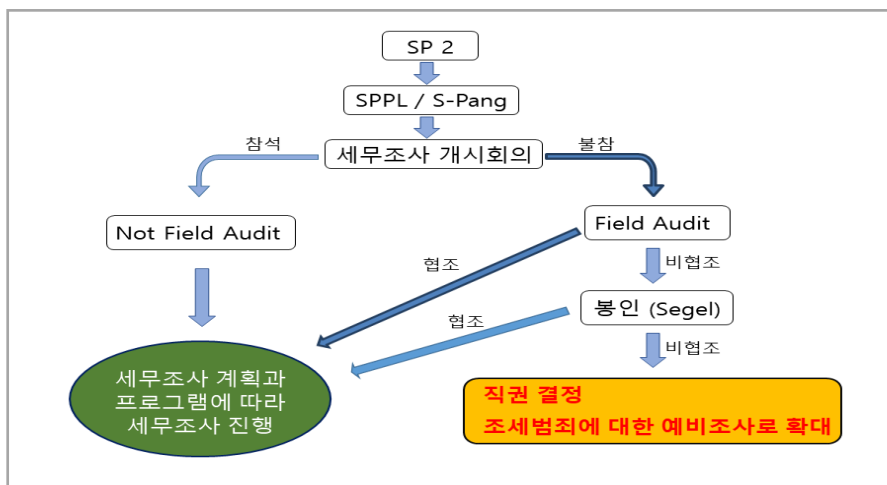 SP 2
SPPL / S-Pang
참석
세무조사 개시회의
불참
Not Field Audit
Field Audit
협조
비협조
협조
봉인 (Segel)
비협조
세무조사 계획과
프로그램에 따라
세무조사 진행
직권 결정
조세범죄에 대한 예비조사로 확대